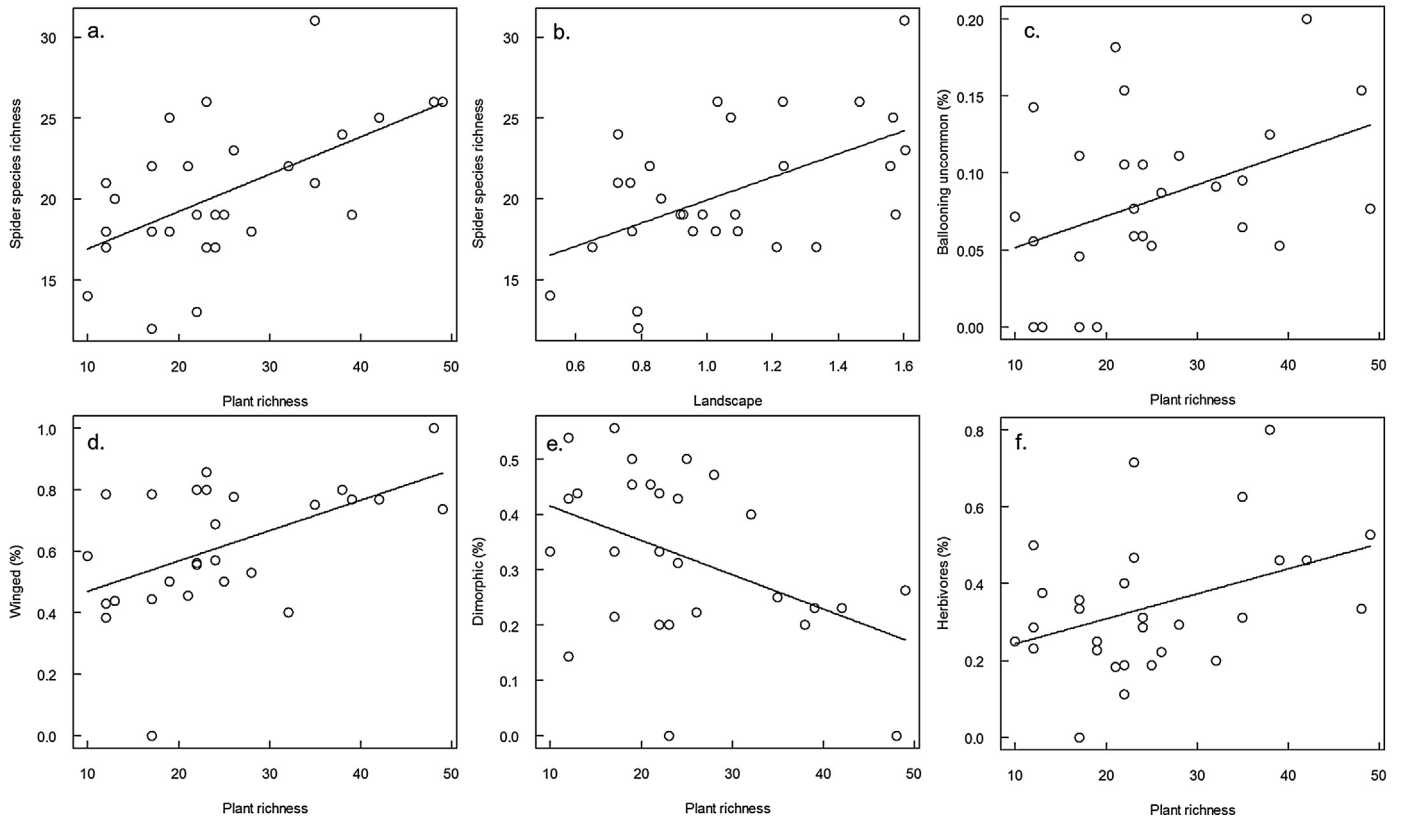 a.
Spider species richness
30
25
20
15
10 20 30 40 50
Plant richness
b.
Spider species richness
30
25
20
15
0.6 0.8 1.0 1.2 1.4 1.6
Landscape
c.
Ballooning uncommon (%)
0.20
0.15
0.10
0.05
0.00
10 20 30 40 50
Plant richness
d.
Winged (%)
1.0
0.8
0.6
0.4
0.2
0.0
10 20 30 40 50
Plant richness
e.
Dimorphic (%)
0.5
0.4
0.3
0.2
0.1
0.0
10 20 30 40 50
Plant richness
f.
Herbivores (%)
0.8
0.6
0.4
0.2
0.0
10 20 30 40 50
Plant richness